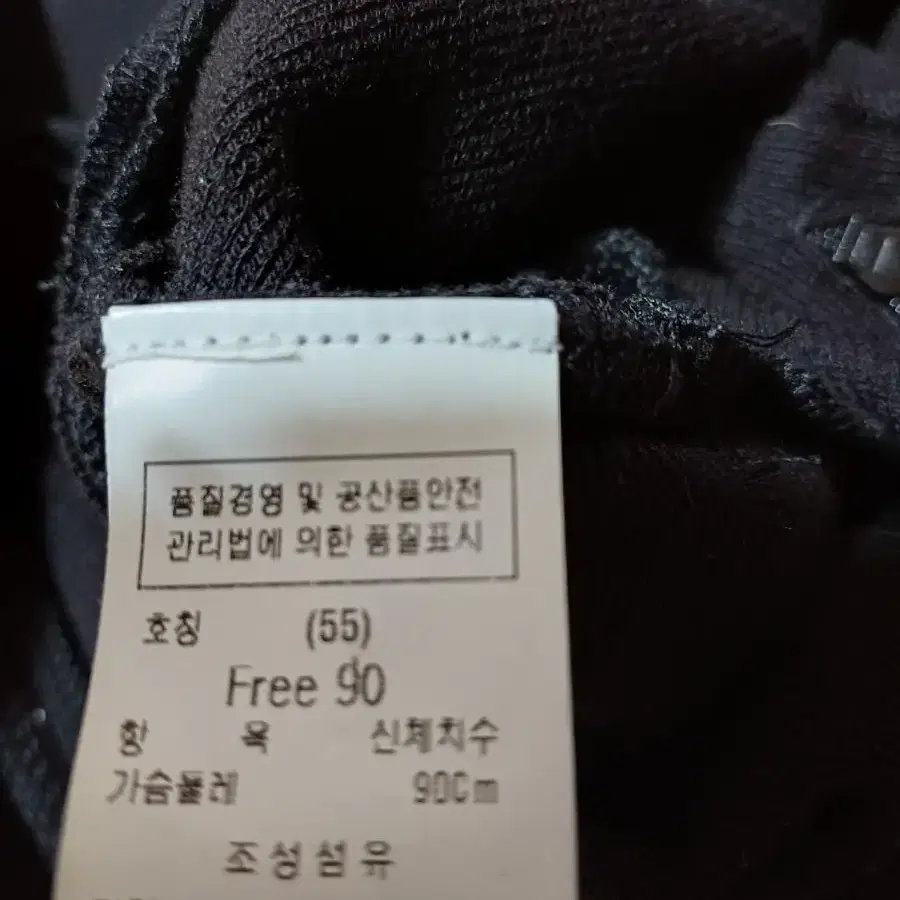 품질경영 및 공산품안전
관리법에 의한 품질표시
호칭 (55)
Free 90
항 목 신체치수
가슴둘레 90Cm
조성섬유